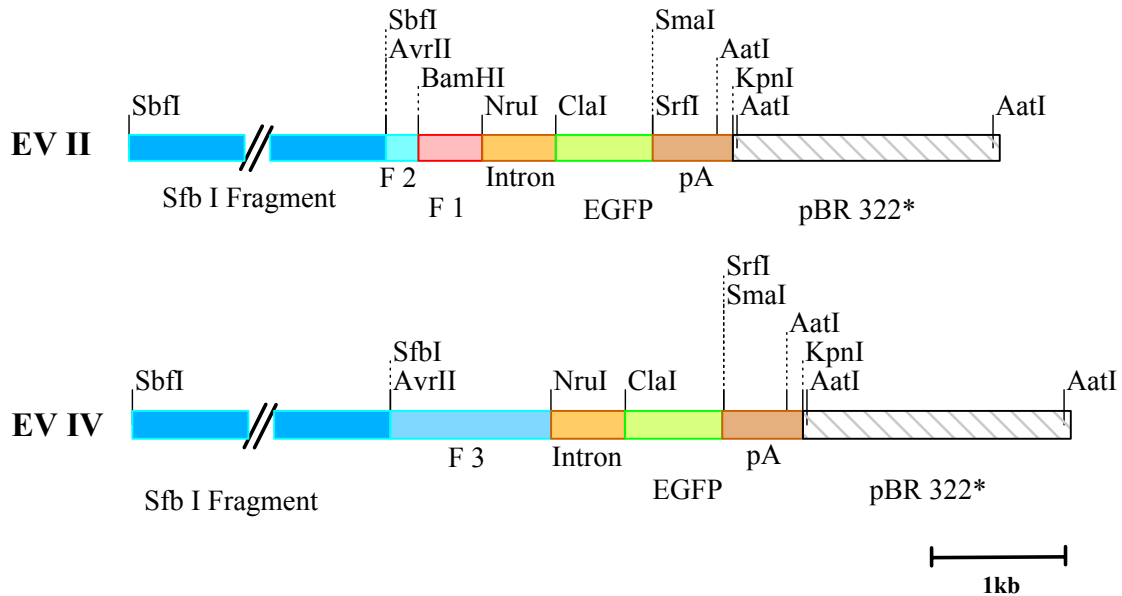 SbfI SmaI
AvrII AatI
BamHI KpnI
SbfI NruI ClaI SrfI AatI AatI
EV II
F 2 Intron pA
Sfb I Fragment F 1 EGFP pBR 322*
SrfI
SmaI
AatI
SfbI KpnI
SbfI AvrII NruI ClaI AatI AatI
EV IV
F 3 Intron pA
Sfb I Fragment EGFP pBR 322*
1kb